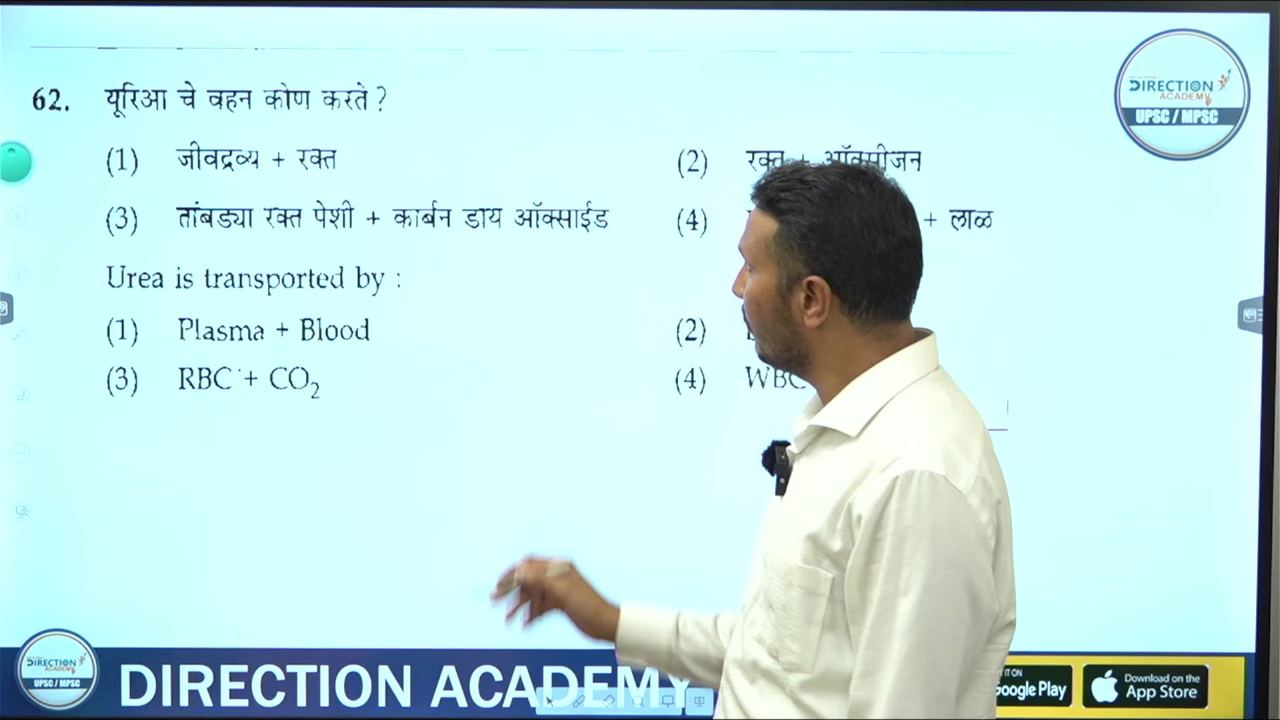 62. यूरिआ चे वहन कोण करते ?
(1) जीवद्रव्य + रक्त (2) रक्त + ऑक्सीजन
(3) तांबड्या रक्त पेशी + कार्बन डाय ऑक्साईड (4) + लाळ
Urea is transported by :
(1) Plasma + Blood (2)
(3) RBC + CO₂ (4) WBC
DIRECTION
ACADEMY
UPSC / MPSC
DIRECTION
ACADEMY
UPSC / MPSC
DIRECTION ACADEMY
Google Play
Download on the
App Store